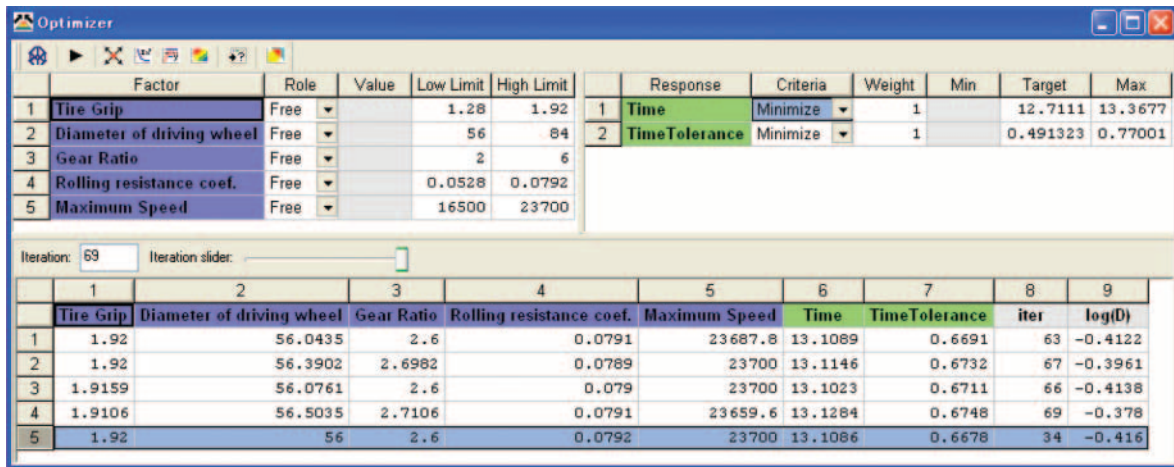 Optimizer
Factor Role Value Low Limit High Limit Response Criteria Weight Min Target Max
1 Tire Grip Free 1.28 1.92 1 Time Minimize 1 12.7111 13.3677
2 Diameter of driving wheel Free 56 84 2 TimeTolerance Minimize 1 0.491323 0.77001
3 Gear Ratio Free 2 6
4 Rolling resistance coef. Free 0.0528 0.0792
5 Maximum Speed Free 16500 23700
Iteration: 69 Iteration slider:
1 2 3 4 5 6 7 8 9
Tire Grip Diameter of driving wheel Gear Ratio Rolling resistance coef. Maximum Speed Time TimeTolerance iter log(D)
1 1.92 56.0435 2.6 0.0791 23687.8 13.1089 0.6691 63 -0.4122
2 1.92 56.3902 2.6982 0.0789 23700 13.1146 0.6732 67 -0.3961
3 1.9159 56.0761 2.6 0.079 23700 13.1023 0.6711 66 -0.4138
4 1.9106 56.5035 2.7106 0.0791 23659.6 13.1284 0.6748 69 -0.378
5 1.92 56 2.6 0.0792 23700 13.1086 0.6678 34 -0.416